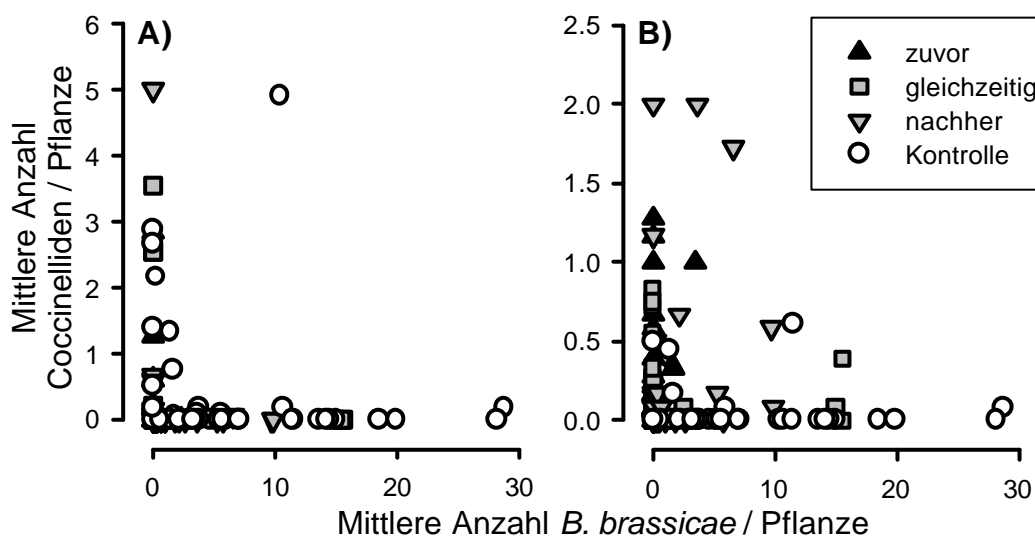 A)
6
5
4
3
2
1
0
Mittlere Anzahl
Coccinelliden / Pflanze
0 10 20 30
B)
2.5
2.0
1.5
1.0
0.5
0.0
zuvor
gleichzeitig
nachher
Kontrolle
0 10 20 30
Mittlere Anzahl B. brassicae / Pflanze